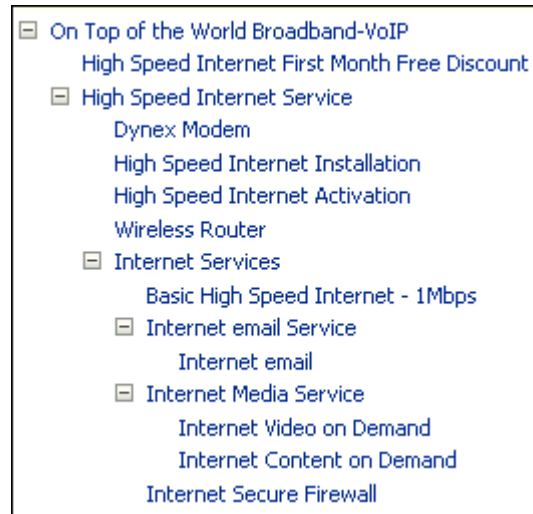 On Top of the World Broadband-VoIP
High Speed Internet First Month Free Discount
High Speed Internet Service
Dynex Modem
High Speed Internet Installation
High Speed Internet Activation
Wireless Router
Internet Services
Basic High Speed Internet - 1Mbps
Internet email Service
Internet email
Internet Media Service
Internet Video on Demand
Internet Content on Demand
Internet Secure Firewall